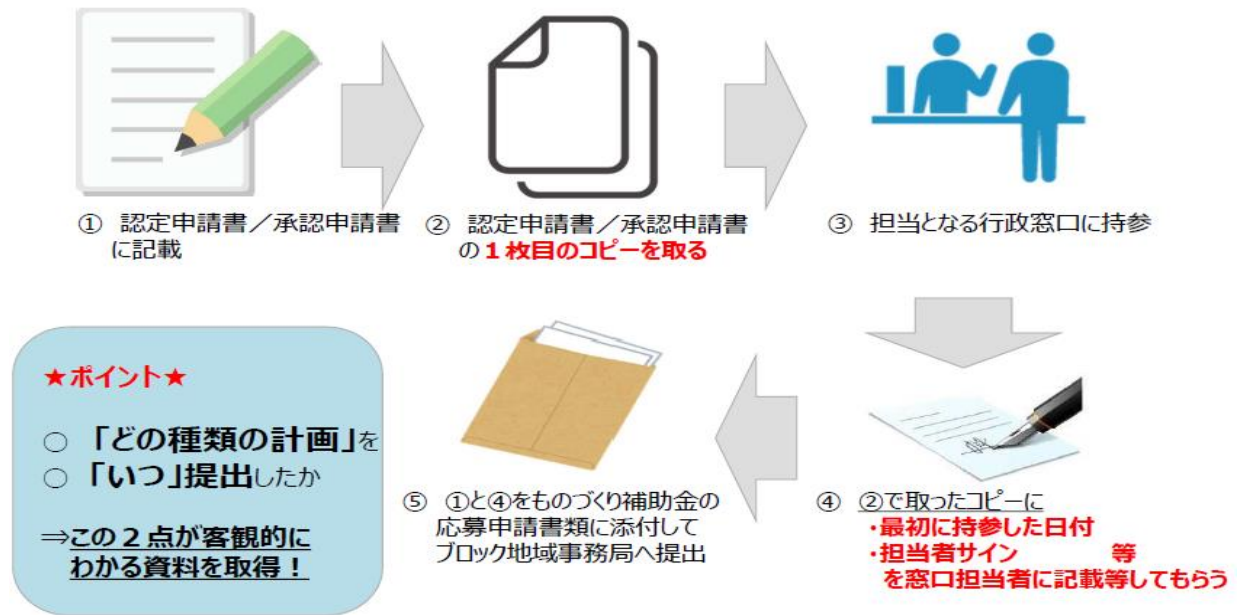 ① 認定申請書／承認申請書
に記載
② 認定申請書／承認申請書
の１枚目のコピーを取る
③ 担当となる行政窓口に持参
④ ②で取ったコピーに
・最初に持参した日付
・担当者サイン 等
を窓口担当者に記載等してもらう
⑤ ①と④をものづくり補助金の
応募申請書類に添付して
ブロック地域事務局へ提出
★ポイント★
○ 「どの種類の計画」を
○ 「いつ」提出したか
⇒この２点が客観的に
わかる資料を取得！